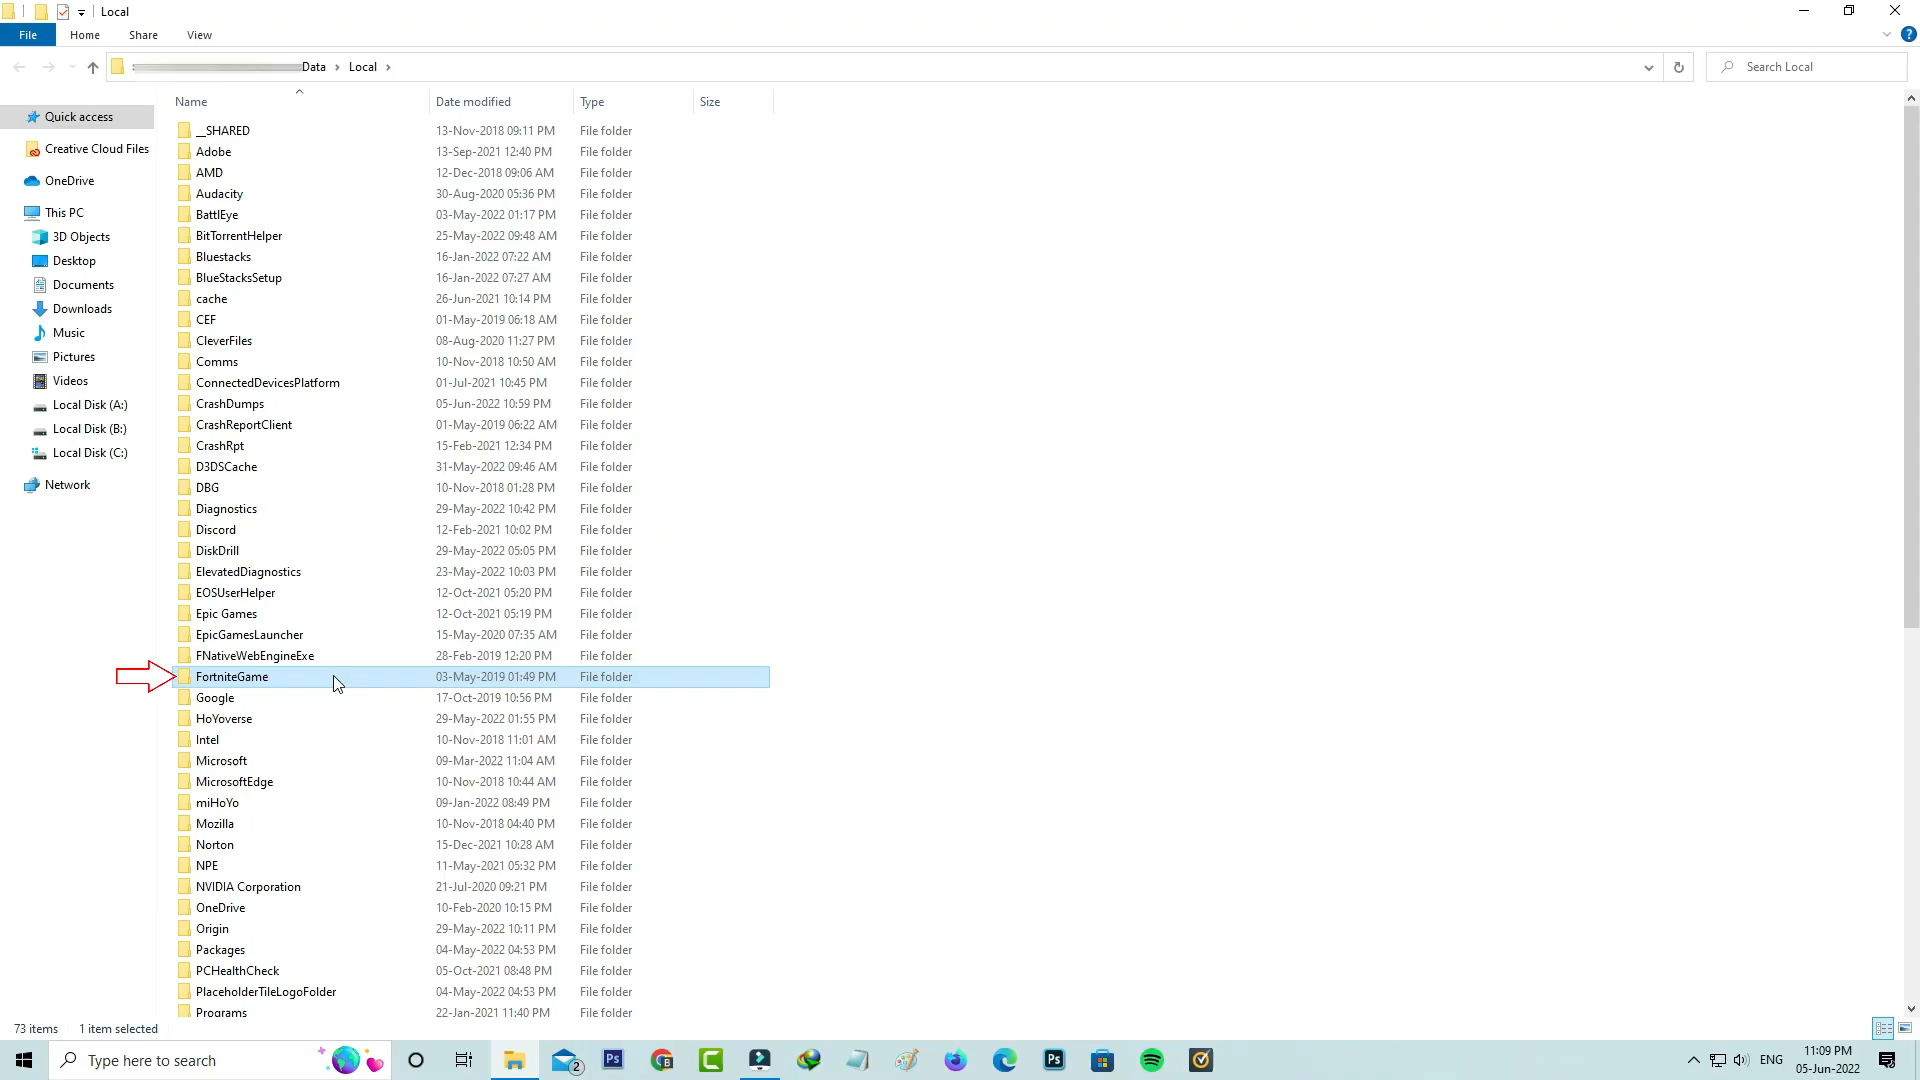 Local
File Home Share View
Data › Local ›
Search Local
Name Date modified Type Size
Quick access
Creative Cloud Files
OneDrive
This PC
3D Objects
Desktop
Documents
Downloads
Music
Pictures
Videos
Local Disk (A:)
Local Disk (B:)
Local Disk (C:)
Network
__SHARED 13-Nov-2018 09:11 PM File folder
Adobe 13-Sep-2021 12:40 PM File folder
AMD 12-Dec-2018 09:06 AM File folder
Audacity 30-Aug-2020 05:36 PM File folder
BattlEye 03-May-2022 01:17 PM File folder
BitTorrentHelper 25-May-2022 09:48 AM File folder
Bluestacks 16-Jan-2022 07:22 AM File folder
BlueStacksSetup 16-Jan-2022 07:27 AM File folder
cache 26-Jun-2021 10:14 PM File folder
CEF 01-May-2019 06:18 AM File folder
CleverFiles 08-Aug-2020 11:27 PM File folder
Comms 10-Nov-2018 10:50 AM File folder
ConnectedDevicesPlatform 01-Jul-2021 10:45 PM File folder
CrashDumps 05-Jun-2022 10:59 PM File folder
CrashReportClient 01-May-2019 06:22 AM File folder
CrashRpt 15-Feb-2021 12:34 PM File folder
D3DSCache 31-May-2022 09:46 AM File folder
DBG 10-Nov-2018 01:28 PM File folder
Diagnostics 29-May-2022 10:42 PM File folder
Discord 12-Feb-2021 10:02 PM File folder
DiskDrill 29-May-2022 05:05 PM File folder
ElevatedDiagnostics 23-May-2022 10:03 PM File folder
EOSUserHelper 12-Oct-2021 05:20 PM File folder
Epic Games 12-Oct-2021 05:19 PM File folder
EpicGamesLauncher 15-May-2020 07:35 AM File folder
FNativeWebEngineExe 28-Feb-2019 12:20 PM File folder
FortniteGame 03-May-2019 01:49 PM File folder
Google 17-Oct-2019 10:56 PM File folder
HoYoverse 29-May-2022 01:55 PM File folder
Intel 10-Nov-2018 11:01 AM File folder
Microsoft 09-Mar-2022 11:04 AM File folder
MicrosoftEdge 10-Nov-2018 10:44 AM File folder
miHoYo 09-Jan-2022 08:49 PM File folder
Mozilla 10-Nov-2018 04:40 PM File folder
Norton 15-Dec-2021 10:28 AM File folder
NPE 11-May-2021 05:32 PM File folder
NVIDIA Corporation 21-Jul-2020 09:21 PM File folder
OneDrive 10-Feb-2020 10:15 PM File folder
Origin 29-May-2022 10:11 PM File folder
Packages 04-May-2022 04:53 PM File folder
PCHealthCheck 05-Oct-2021 08:48 PM File folder
PlaceholderTileLogoFolder 04-May-2022 04:53 PM File folder
Programs 22-Jan-2021 11:40 PM File folder
73 items 1 item selected
Type here to search
2
Ps
B
Ps
ENG
11:09 PM
05-Jun-2022